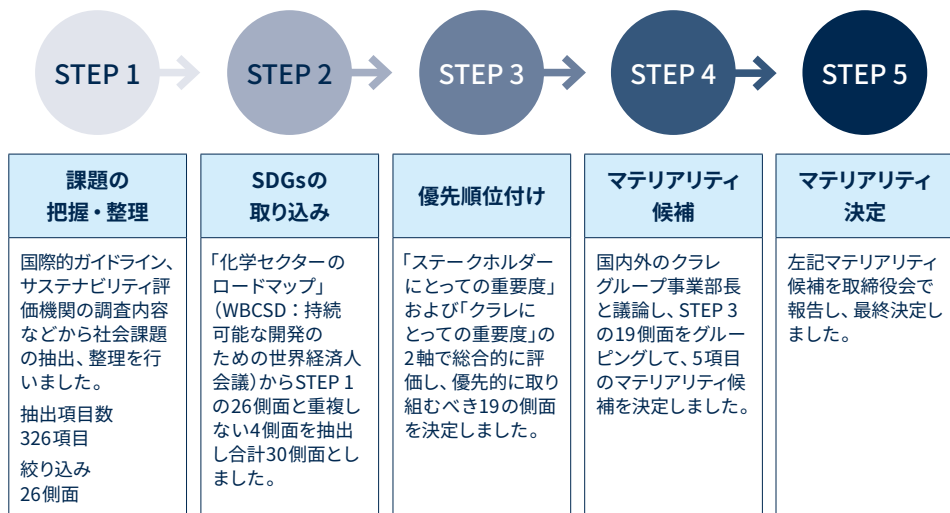 STEP 1
STEP 2
STEP 3
STEP 4
STEP 5
課題の
把握・整理
国際的ガイドライン、
サステナビリティ評
価機関の調査内容
などから社会課題
の抽出、整理を行
いました。
抽出項目数
326項目
絞り込み
26側面
SDGsの
取り込み
「化学セクターの
ロードマップ」
（WBCSD：持続
可能な開発の
ための世界経済人
会議）からSTEP 1
の26側面と重複し
ない4側面を抽出
し合計30側面とし
ました。
優先順位付け
「ステークホルダー
にとっての重要度」
および「クラレに
とっての重要度」の
2軸で総合的に評
価し、優先的に取り
組むべき19の側面
を決定しました。
マテリアリティ
候補
国内外のクラレ
グループ事業部長
と議論し、STEP 3
の19側面をグルー
ピングして、5項目
のマテリアリティ候
補を決定しました。
マテリアリティ
決定
左記マテリアリティ
候補を取締役会で
報告し、最終決定し
ました。